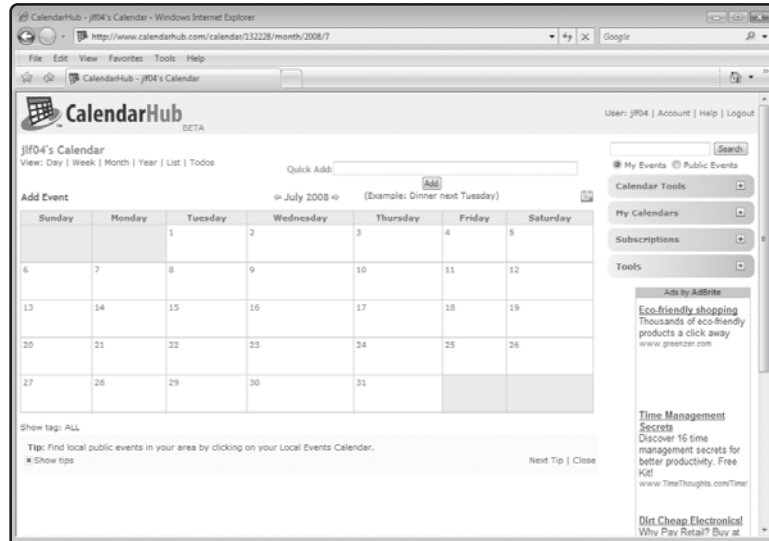 CalendarHub - jlf04's Calendar - Windows Internet Explorer
http://www.calendarhub.com/calendar/132228/month/2008/7
Google
File Edit View Favorites Tools Help
CalendarHub - jlf04's Calendar
CalendarHub
BETA
User: jlf04 | Account | Help | Logout
jlf04's Calendar
View: Day | Week | Month | Year | List | Todos
Quick Add:
Add
Search
My Events Public Events
Add Event
July 2008
(Example: Dinner next Tuesday)
Calendar Tools
My Calendars
Subscriptions
Tools
Sunday Monday Tuesday Wednesday Thursday Friday Saturday
1 2 3 4 5
6 7 8 9 10 11 12
13 14 15 16 17 18 19
20 21 22 23 24 25 26
27 28 29 30 31
Show tag: ALL
Tip: Find local public events in your area by clicking on your Local Events Calendar.
Show tips
Next Tip | Close
Ads by AdBrite
Eco-friendly shopping
Thousands of eco-friendly
products a click away
www.greenzer.com
Time Management
Secrets
Discover 16 time
management secrets for
better productivity. Free
Kit!
www.TimeThoughts.com/Time!
Dirt Cheap Electronics!
Why Pay Retail? Buy at